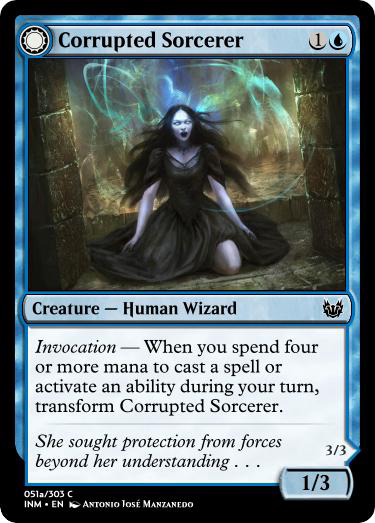 Corrupted Sorcerer 1
Creature — Human Wizard
Invocation — When you spend four
or more mana to cast a spell or
activate an ability during your turn,
transform Corrupted Sorcerer.
She sought protection from forces
beyond her understanding . . .
3/3
1/3
051a/303 C
INM • EN Antonio José Manzanedo